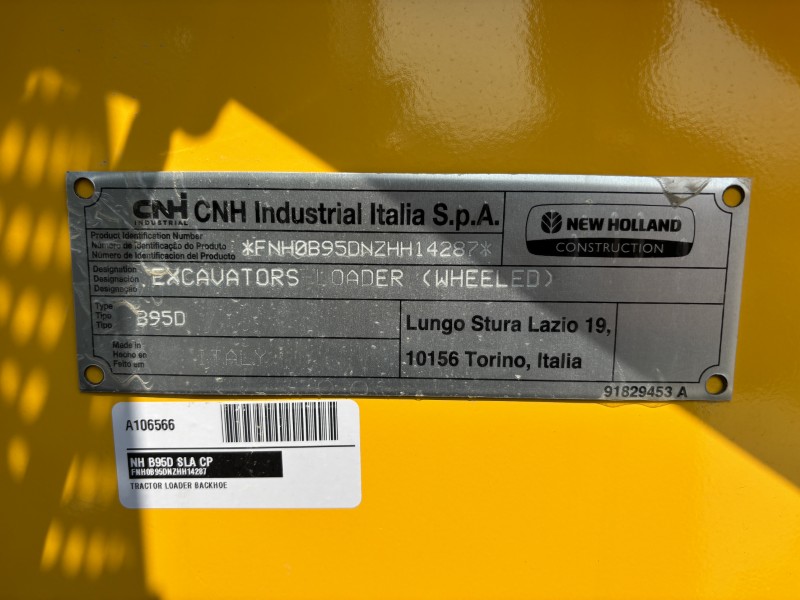 CNH INDUSTRIAL CNH Industrial Italia S.p.A.
NEW HOLLAND
CONSTRUCTION
Product Identification Number
Número de Identificação do Produto
Número de Identificacion del Producto
*FNH0B95DNZHH14287*
Designation
Designación
Designação
EXCAVATORS LOADER (WHEELED)
Type
Tipo
Tipo
B95D
Lungo Stura Lazio 19,
10156 Torino, Italia
Made in
Hecho en
Feito em
ITALY
91829453 A
A106566
NH B95D SLA CP
FNH0B95DNZHH14287
TRACTOR LOADER BACKHOE